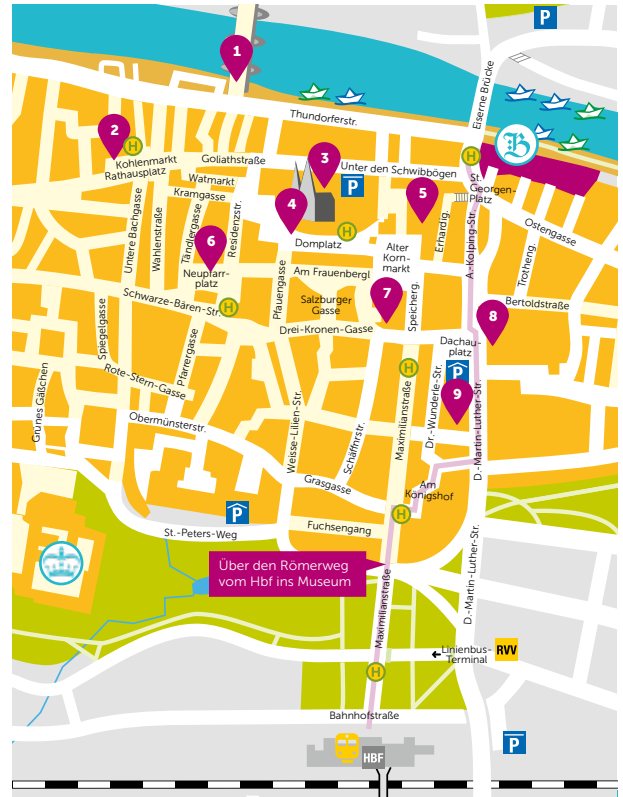 P
1
Eiserne Brücke
Thundorferstr.
2
H
Kohlenmarkt
Rathausplatz
Goliathstraße
3
Unter den Schwibbögen
H
B
St.
Georgen-
Platz
Watmarkt
Kramgasse
P
4
5
Untere Bachgasse
Wahlenstraße
Tändlergasse
Residenzstr.
6
Neupfarr-
platz
H
Domplatz
Erhardig.
A.-Kolping-Str.
Ostengasse
Trotheng.
Alter
Korn-
markt
Am Frauenbergl
Pfauengasse
Salzburger
Gasse
7
Speicherg.
Bertoldstraße
8
Schwarze-Bären-Str.
H
Drei-Kronen-Gasse
Dachau-
platz
Spiegelgasse
Pfarrergasse
H
P
9
Rote-Stern-Gasse
Grünes Gäßchen
Obermünsterstr.
Weisse-Lilien-Str.
Schäffnrstr.
Maximilianstraße
Dr.-Wunderle-Str.
D.-Martin-Luther-Str.
Grasgasse
Am
Königshof
P
H
Fuchsengang
St.-Peters-Weg
D.-Martin-Luther-Str.
Über den Römerweg
vom Hbf ins Museum
Maximilianstraße
Linienbus-
Terminal
RVV
H
Bahnhofstraße
P
HBF